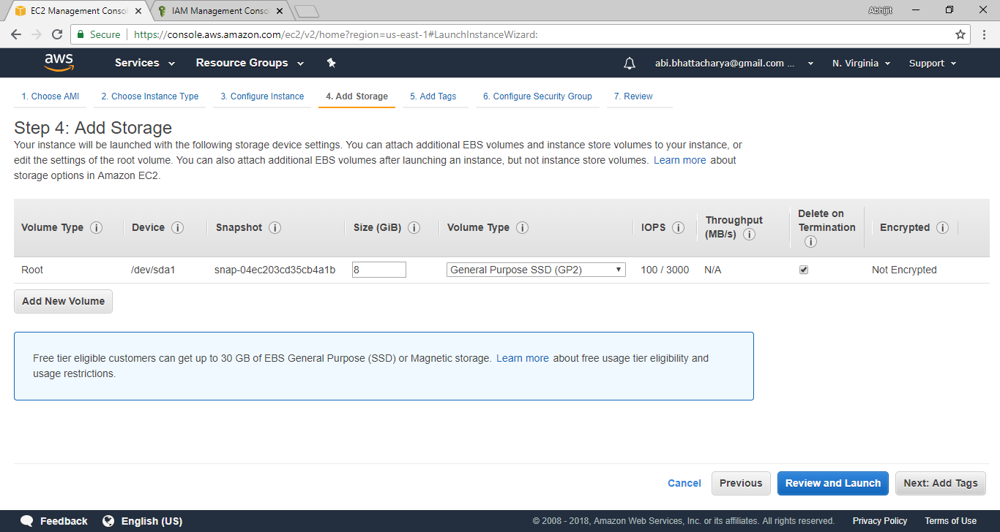 EC2 Management Consol
IAM Management Consol
Abhijit
Secure
https://console.aws.amazon.com/ec2/v2/home?region=us-east-1#LaunchInstanceWizard:
aws
Services
Resource Groups
abi.bhattacharya@gmail.com ...
N. Virginia
Support
1. Choose AMI
2. Choose Instance Type
3. Configure Instance
4. Add Storage
5. Add Tags
6. Configure Security Group
7. Review
Step 4: Add Storage
Your instance will be launched with the following storage device settings. You can attach additional EBS volumes and instance store volumes to your instance, or
edit the settings of the root volume. You can also attach additional EBS volumes after launching an instance, but not instance store volumes. Learn more about
storage options in Amazon EC2.
Volume Type i
Device i
Snapshot i
Size (GiB) i
Volume Type i
IOPS i
Throughput
(MB/s) i
Delete on
Termination
i
Encrypted i
Root
/dev/sda1
snap-04ec203cd35cb4a1b
8
General Purpose SSD (GP2)
100 / 3000
N/A
Not Encrypted
Add New Volume
Free tier eligible customers can get up to 30 GB of EBS General Purpose (SSD) or Magnetic storage. Learn more about free usage tier eligibility and
usage restrictions.
Cancel
Previous
Review and Launch
Next: Add Tags
Feedback
English (US)
© 2008 - 2018, Amazon Web Services, Inc. or its affiliates. All rights reserved.
Privacy Policy
Terms of Use